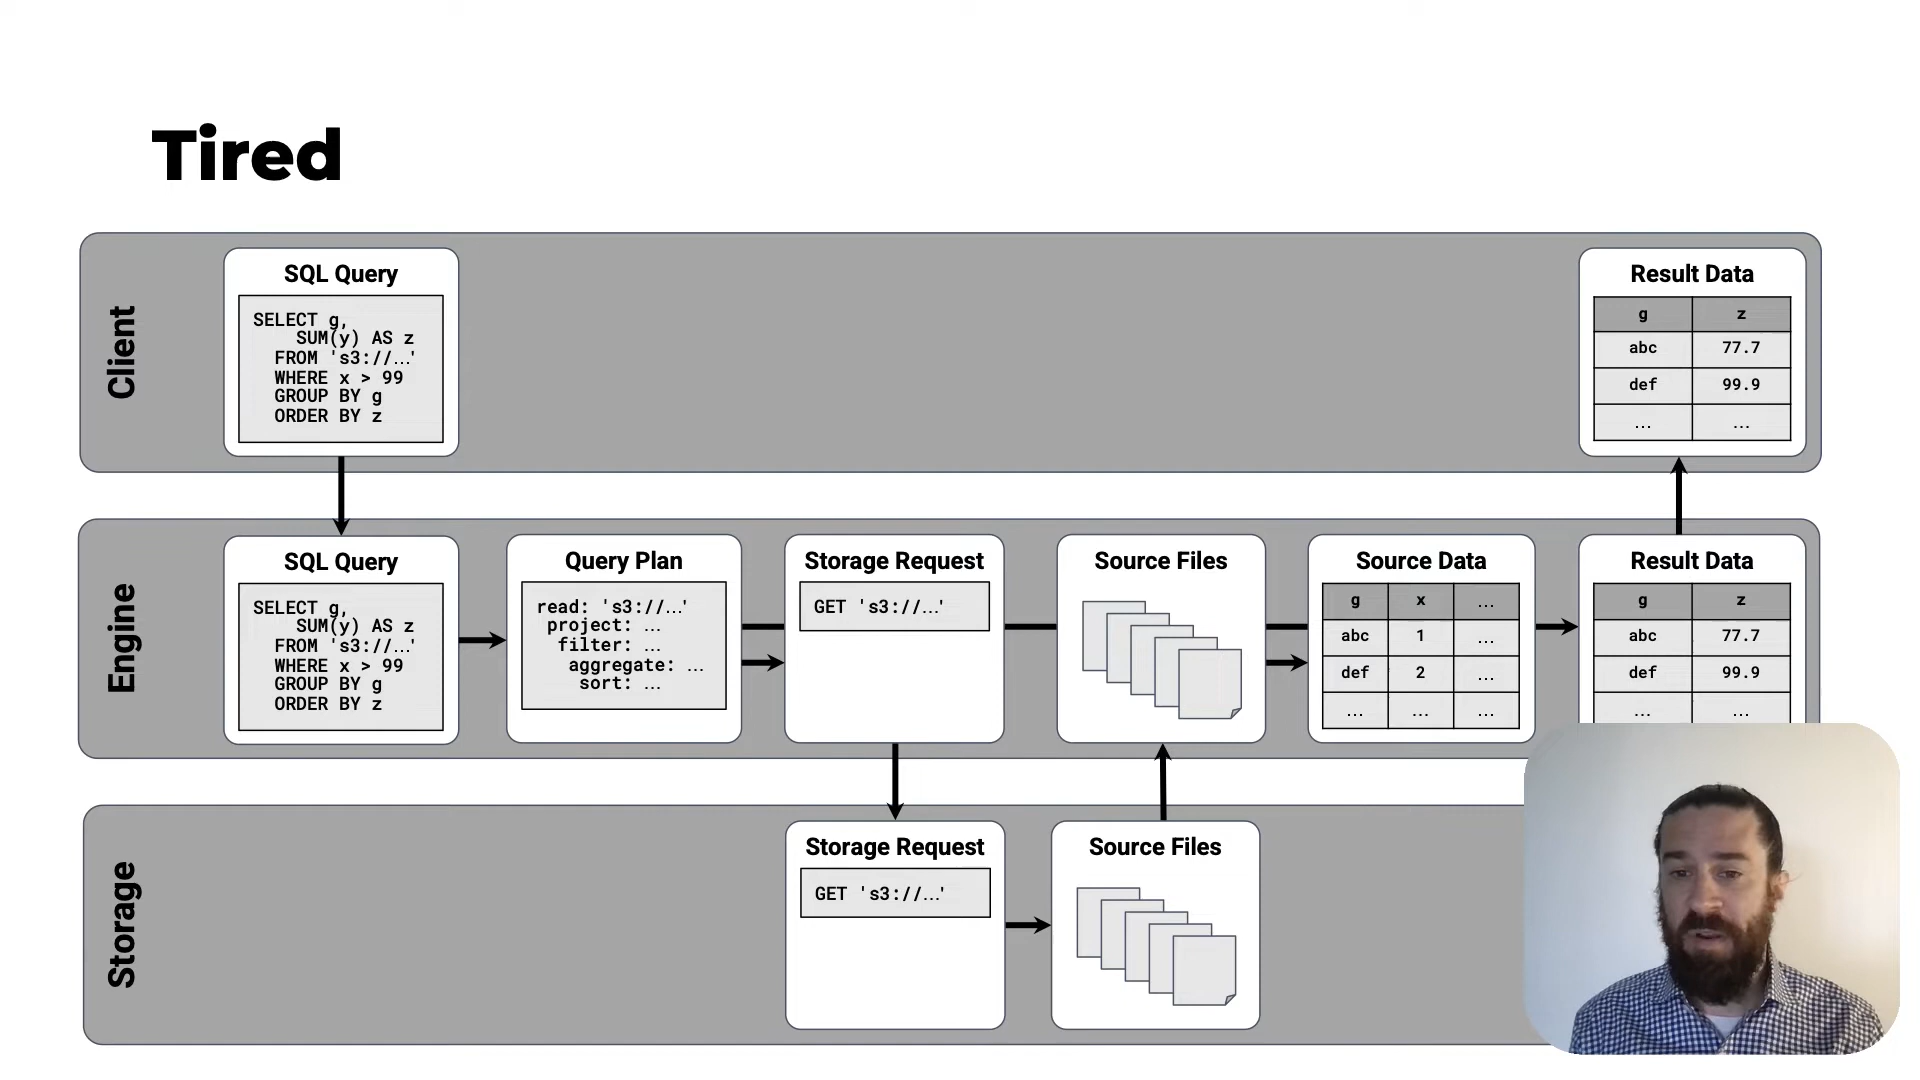 Tired
Client
SQL Query
SELECT g,
SUM(y) AS z
FROM 's3://…'
WHERE x > 99
GROUP BY g
ORDER BY z
Result Data
g z
abc 77.7
def 99.9
… …
Engine
SQL Query
SELECT g,
SUM(y) AS z
FROM 's3://…'
WHERE x > 99
GROUP BY g
ORDER BY z
Query Plan
read: 's3://…'
project: …
filter: …
aggregate: …
sort: …
Storage Request
GET 's3://…'
Source Files
Source Data
g x …
abc 1 …
def 2 …
… … …
Result Data
g z
abc 77.7
def 99.9
… …
Storage
Storage Request
GET 's3://…'
Source Files